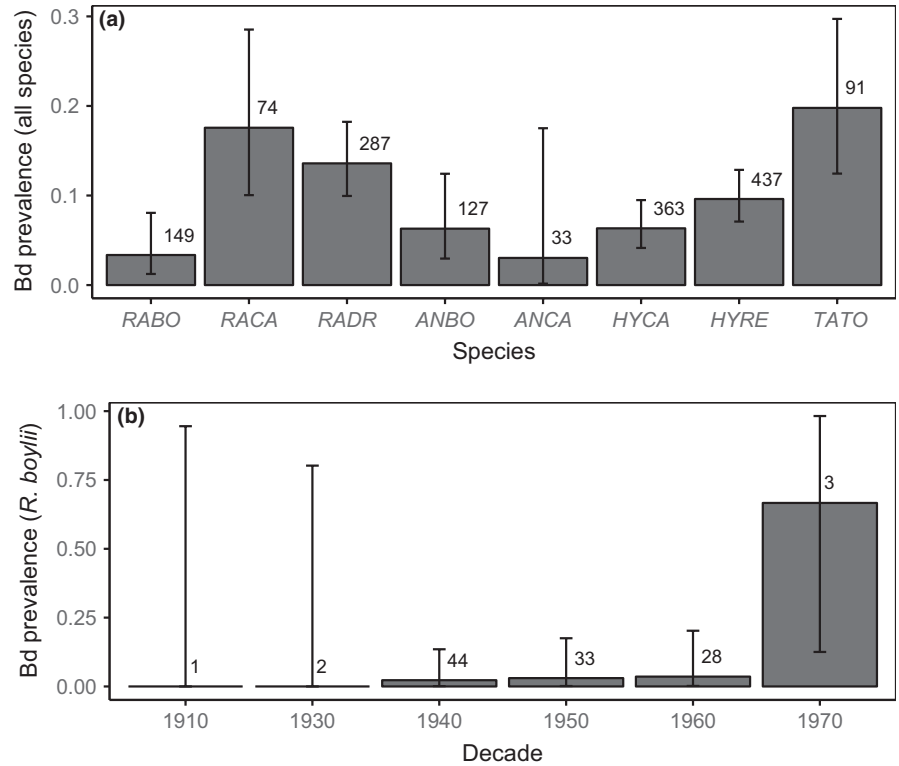 (a)
Bd prevalence (all species)
0.3
0.2
0.1
0.0
149
74
287
127
33
363
437
91
RABO RACA RADR ANBO ANCA HYCA HYRE TATO
Species
(b)
Bd prevalence (R. boylii)
1.00
0.75
0.50
0.25
0.00
1
2
44
33
28
3
1910 1930 1940 1950 1960 1970
Decade